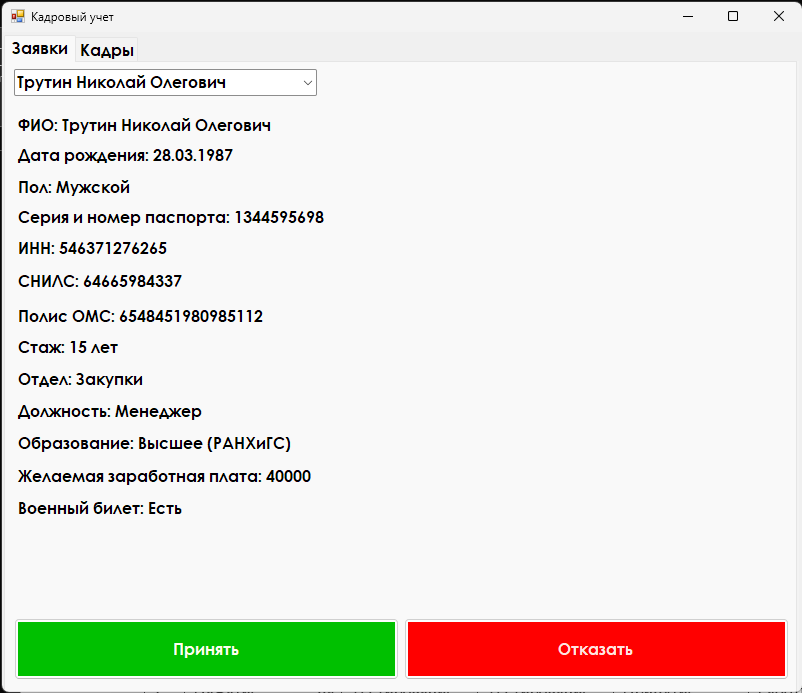 Кадровый учет
Заявки Кадры
Трутин Николай Олегович
ФИО: Трутин Николай Олегович
Дата рождения: 28.03.1987
Пол: Мужской
Серия и номер паспорта: 1344595698
ИНН: 546371276265
СНИЛС: 64665984337
Полис ОМС: 6548451980985112
Стаж: 15 лет
Отдел: Закупки
Должность: Менеджер
Образование: Высшее (РАНХиГС)
Желаемая заработная плата: 40000
Военный билет: Есть
Принять Отказать